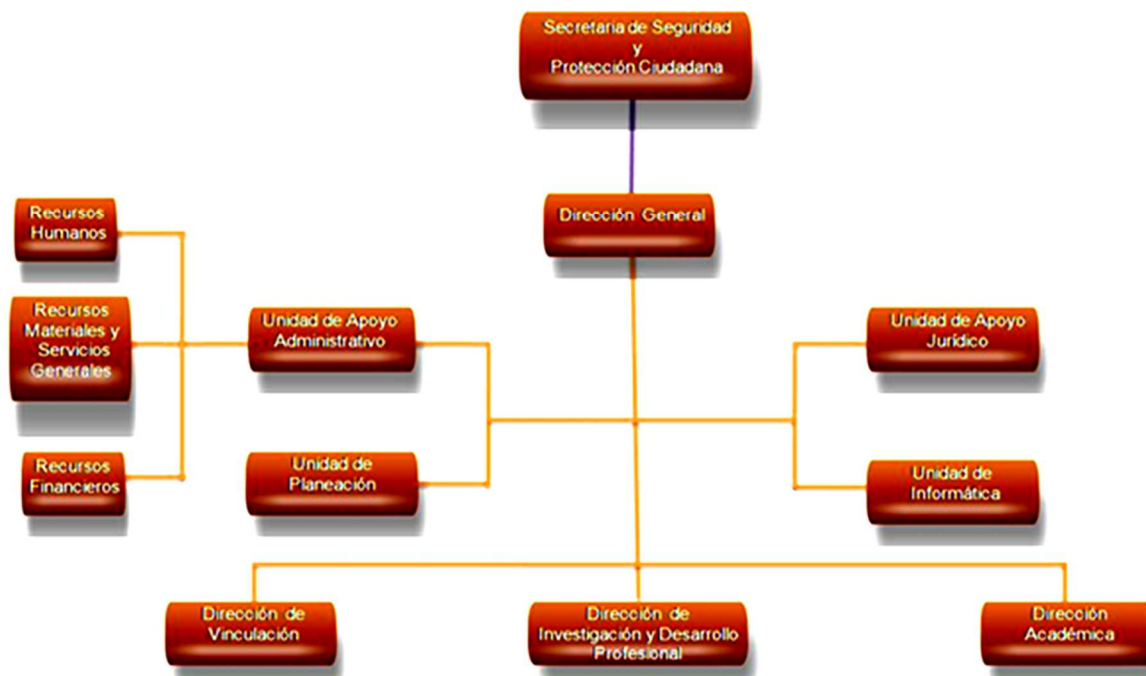 Secretaria de Seguridad
y
Protección Ciudadana
Dirección General
Recursos
Humanos
Recursos
Materiales y
Servicios
Generales
Recursos
Financieros
Unidad de Apoyo
Administrativo
Unidad de
Planeación
Unidad de Apoyo
Jurídico
Unidad de
Informática
Dirección de
Vinculación
Dirección de
Investigación y Desarrollo
Profesional
Dirección
Académica